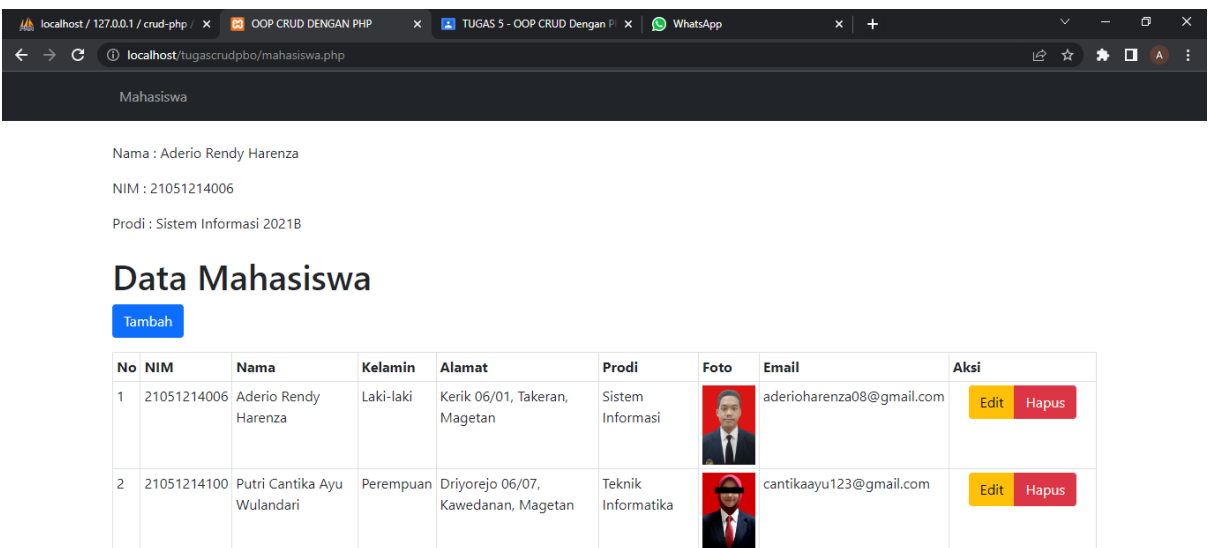 localhost / 127.0.0.1 / crud-php /
OOP CRUD DENGAN PHP
TUGAS 5 - OOP CRUD Dengan P
WhatsApp
localhost/tugascrudpbo/mahasiswa.php
A
Mahasiswa
Nama : Aderio Rendy Harenza
NIM : 21051214006
Prodi : Sistem Informasi 2021B
Data Mahasiswa
Tambah
No NIM Nama Kelamin Alamat Prodi Foto Email Aksi
1 21051214006 Aderio Rendy Laki-laki Kerik 06/01, Takeran, Sistem aderioharenza08@gmail.com Edit Hapus
Harenza Magetan Informasi
2 21051214100 Putri Cantika Ayu Perempuan Driyorejo 06/07, Teknik cantikaayu123@gmail.com Edit Hapus
Wulandari Kawedanan, Magetan Informatika